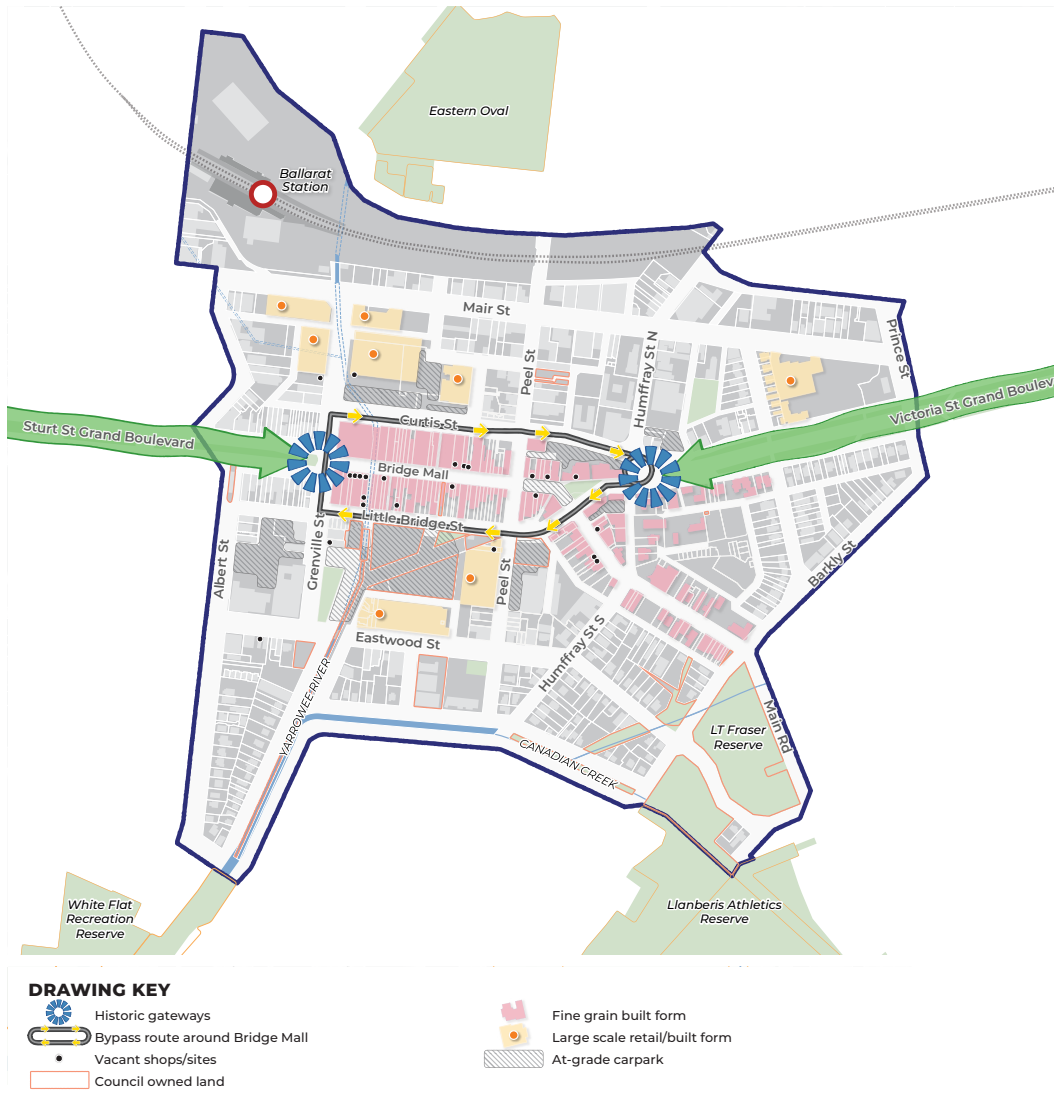 Eastern Oval
Ballarat
Station
Mair St
Prince St
Peel St
Humffray St N
Sturt St Grand Boulevard
Victoria St Grand Boulev
Curtis St
Bridge Mall
Little Bridge St
Albert St
Grenville St
Peel St
Barkly St
Eastwood St
Humffray St S
YARROWEE RIVER
CANADIAN CREEK
LT Fraser
Reserve
Main Rd
White Flat
Recreation
Reserve
Llanberis Athletics
Reserve
DRAWING KEY
Historic gateways
Bypass route around Bridge Mall
Vacant shops/sites
Council owned land
Fine grain built form
Large scale retail/built form
At-grade carpark